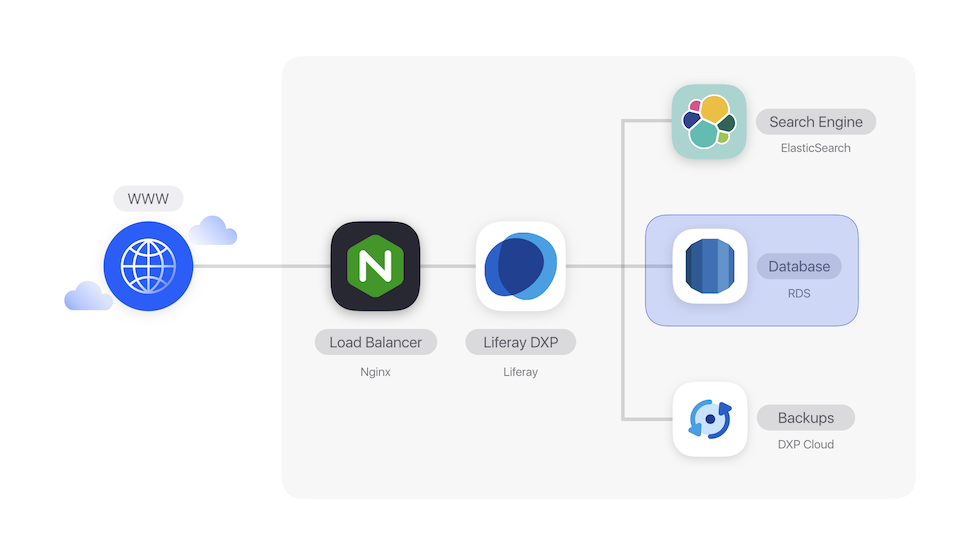 WWW
Load Balancer
Nginx
Liferay DXP
Liferay
Search Engine
ElasticSearch
Database
RDS
Backups
DXP Cloud